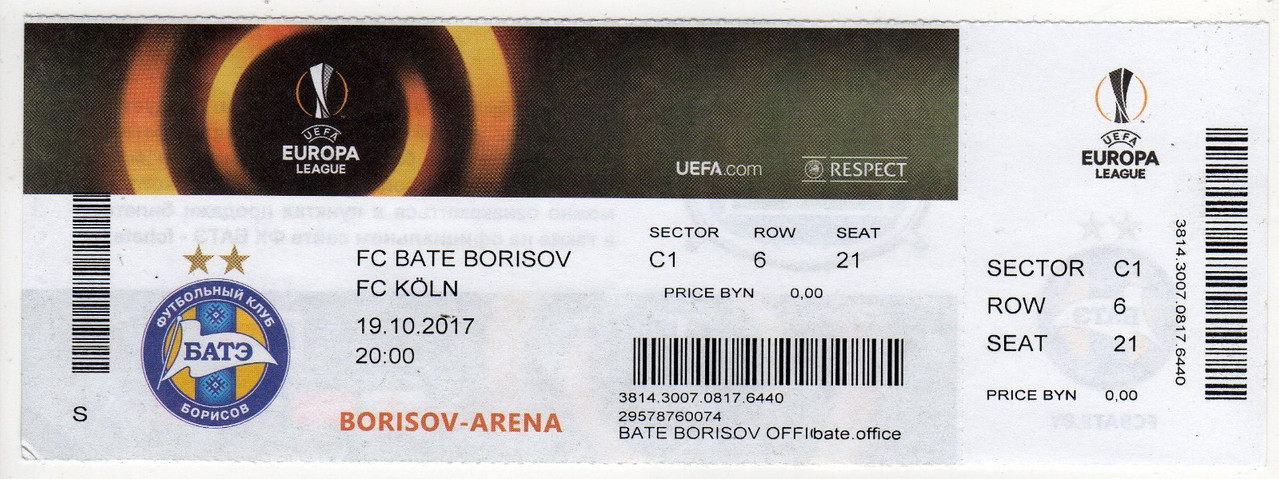 UEFA
EUROPA
LEAGUE
UEFA.com
RESPECT
ФУТБОЛЬНЫЙ КЛУБ
БАТЭ
БОРИСОВ
S
FC BATE BORISOV
FC KÖLN
19.10.2017
20:00
BORISOV-ARENA
SECTOR ROW SEAT
C1 6 21
PRICE BYN 0,00
3814.3007.0817.6440
29578760074
BATE BORISOV OFFI bate.office
UEFA
EUROPA
LEAGUE
SECTOR C1
ROW 6
SEAT 21
PRICE BYN 0,00
3814.3007.0817.6440